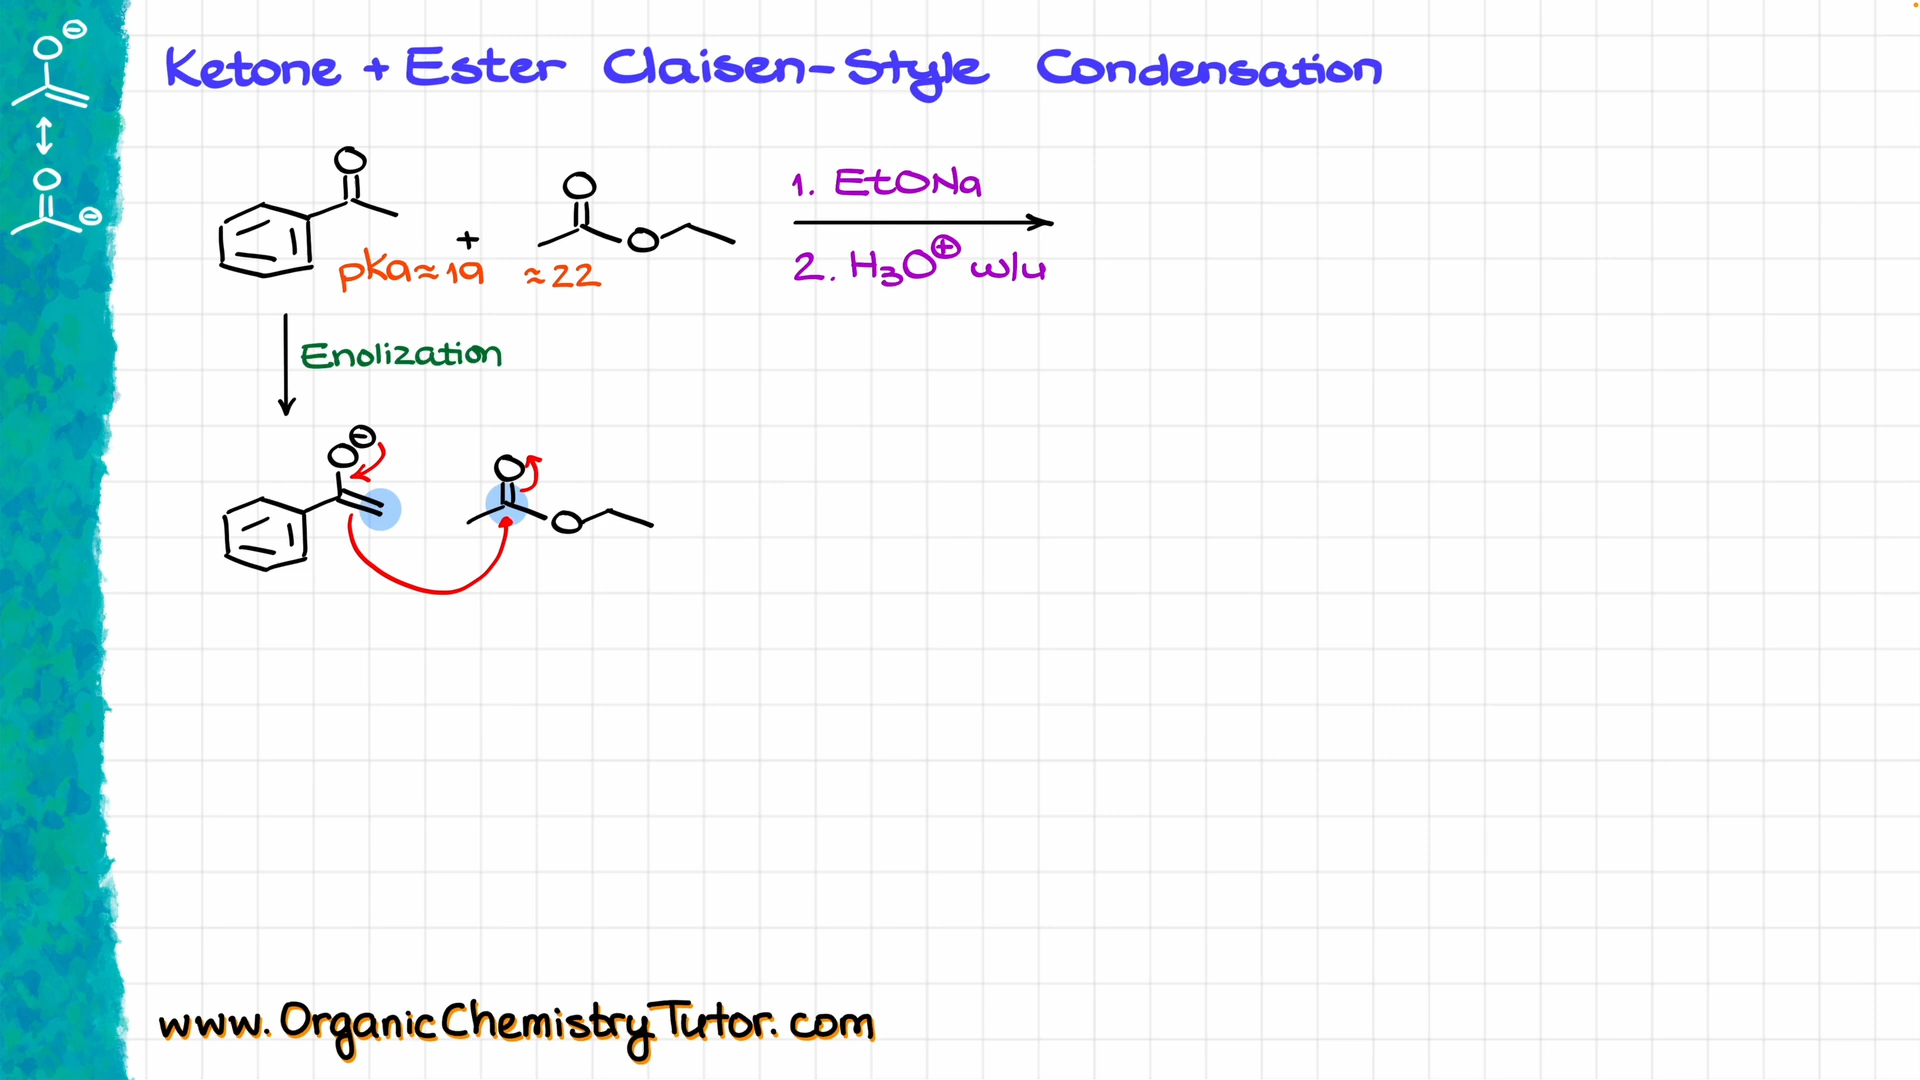 Ketone + Ester Claisen-Style Condensation
O
O
O
+
pKa≈19
≈22
1. EtONa
2. H₃O⊕ w/u
Enolization
O⊖
O
O
O⊖
O
⊖
www.OrganicChemistryTutor.com